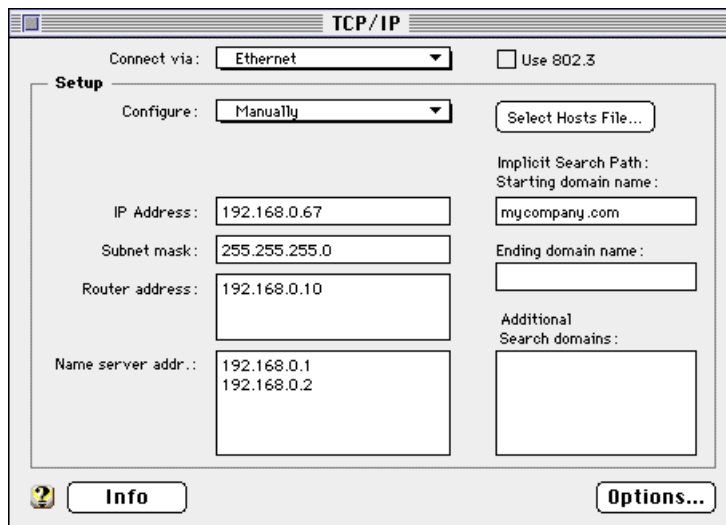 TCP/IP
Connect via: Ethernet
Use 802.3
Setup
Configure: Manually
Select Hosts File...
Implicit Search Path:
Starting domain name:
IP Address: 192.168.0.67
mycompany.com
Subnet mask: 255.255.255.0
Ending domain name:
Router address: 192.168.0.10
Additional
Search domains:
Name server addr.: 192.168.0.1
192.168.0.2
?
Info
Options...